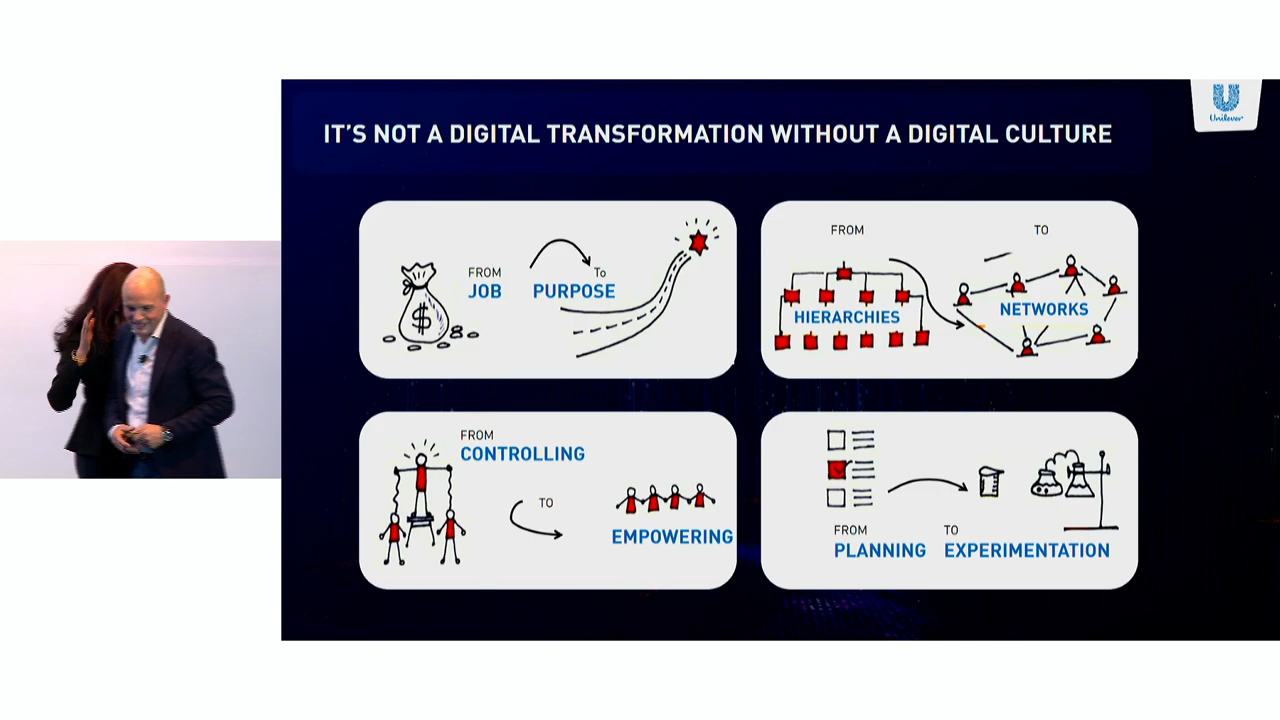 IT'S NOT A DIGITAL TRANSFORMATION WITHOUT A DIGITAL CULTURE
Unilever
FROM
JOB
To
PURPOSE
$
FROM
HIERARCHIES
TO
NETWORKS
FROM
CONTROLLING
TO
EMPOWERING
FROM
PLANNING
TO
EXPERIMENTATION